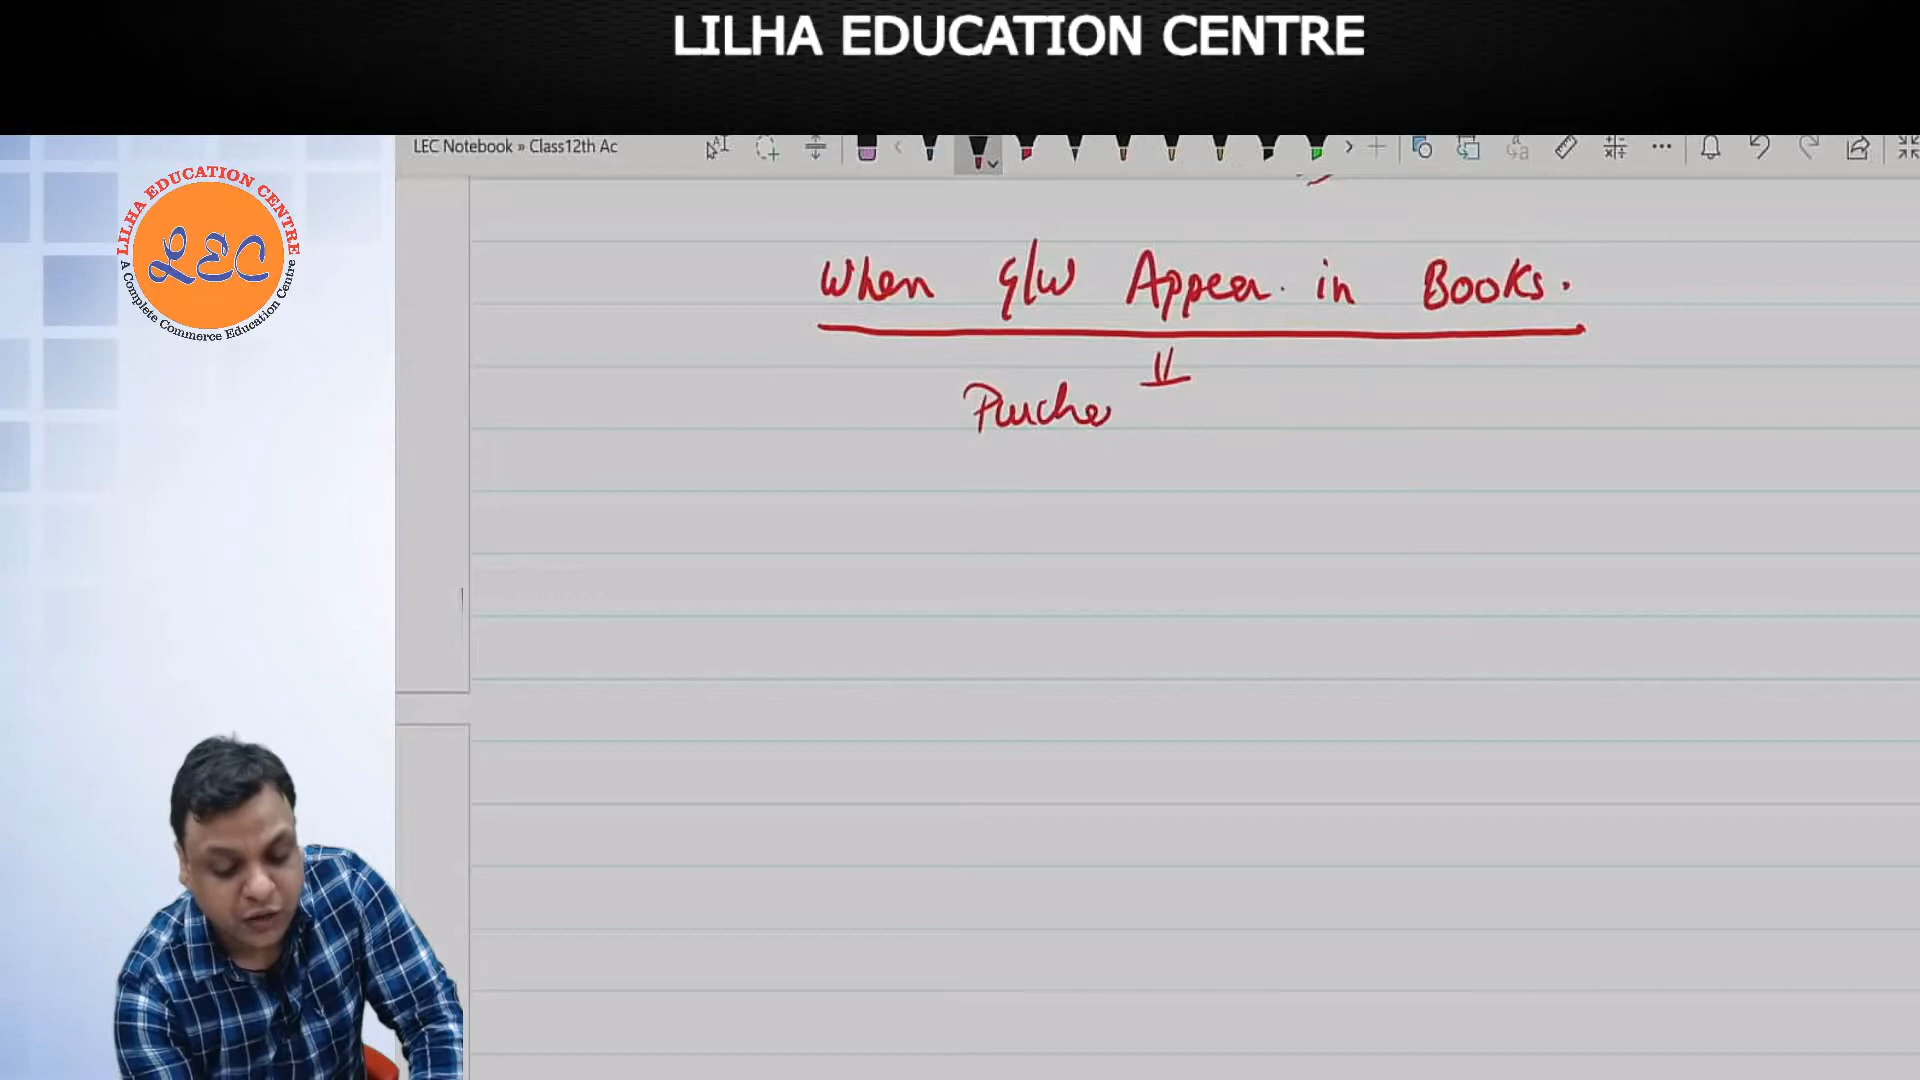 LILHA EDUCATION CENTRE
LEC Notebook » Class12th Ac
LILHA EDUCATION CENTRE
LEC
A Complete Commerce Education Centre
When G/W Appear in Books.